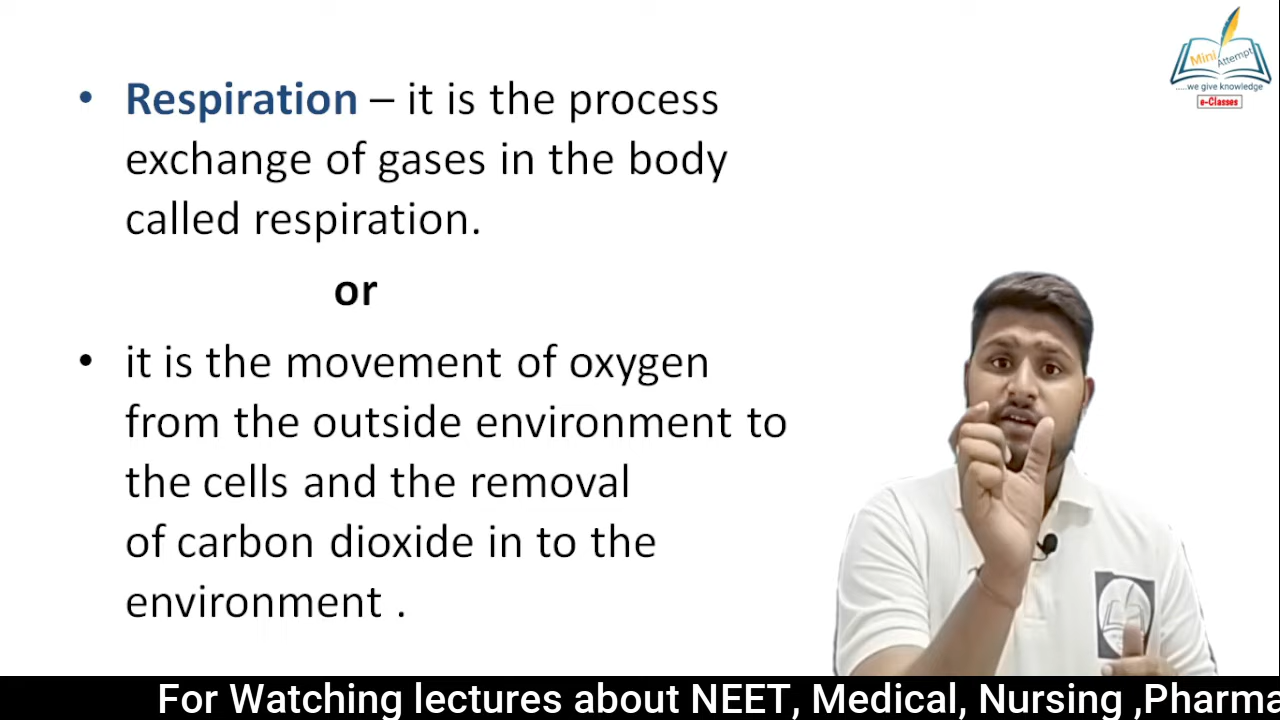 Mini
Attempt
.....we give knowledge
e-Classes
• Respiration – it is the process
exchange of gases in the body
called respiration.
or
• it is the movement of oxygen
from the outside environment to
the cells and the removal
of carbon dioxide in to the
environment .
For Watching lectures about NEET, Medical, Nursing ,Pharma